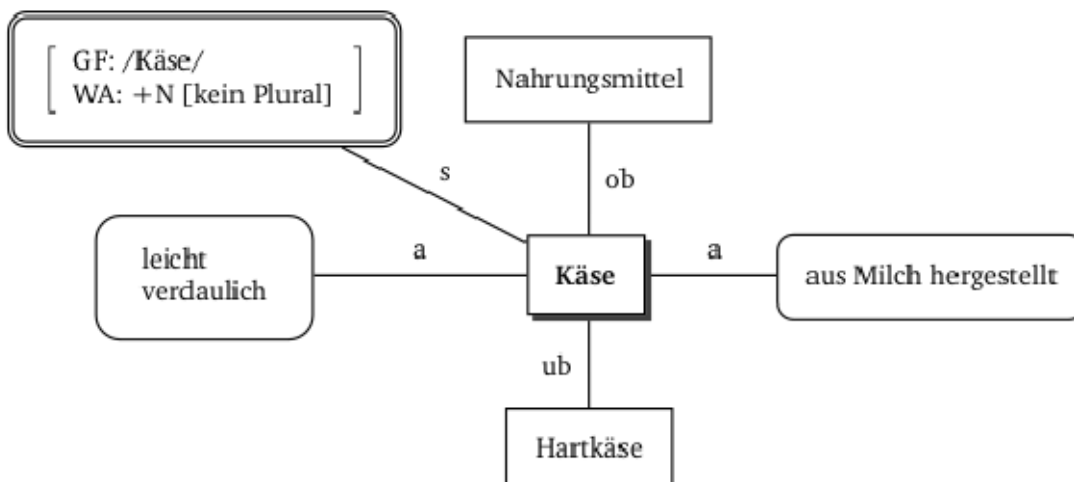 GF: /Käse/
WA: +N [kein Plural]
Nahrungsmittel
s
ob
leicht
verdaulich
a
Käse
a
aus Milch hergestellt
ub
Hartkäse